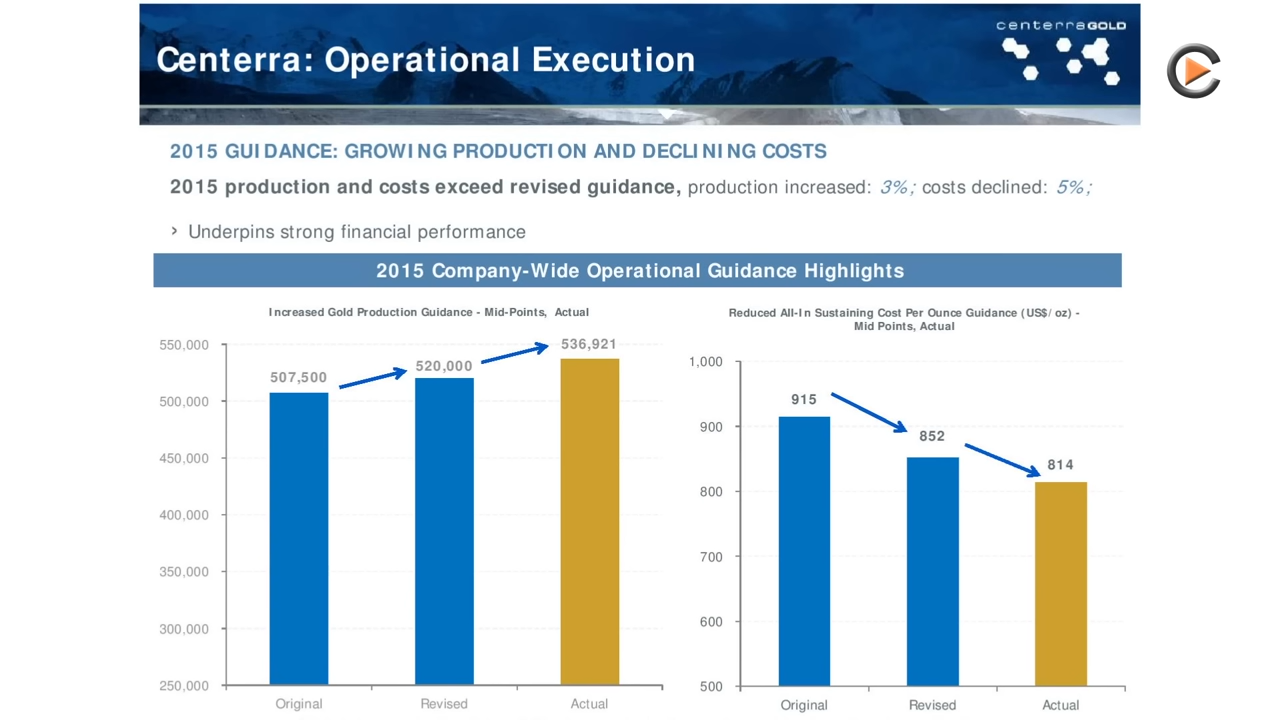 centerraGOLD
Centerra: Operational Execution
2015 GUIDANCE: GROWING PRODUCTION AND DECLINING COSTS
2015 production and costs exceed revised guidance, production increased: 3%; costs declined: 5%;
› Underpins strong financial performance
2015 Company-Wide Operational Guidance Highlights
Increased Gold Production Guidance - Mid-Points, Actual
550,000
500,000
450,000
400,000
350,000
300,000
250,000
507,500
520,000
536,921
Original
Revised
Actual
Reduced All-In Sustaining Cost Per Ounce Guidance (US$/oz) -
Mid Points, Actual
1,000
900
800
700
600
500
915
852
814
Original
Revised
Actual